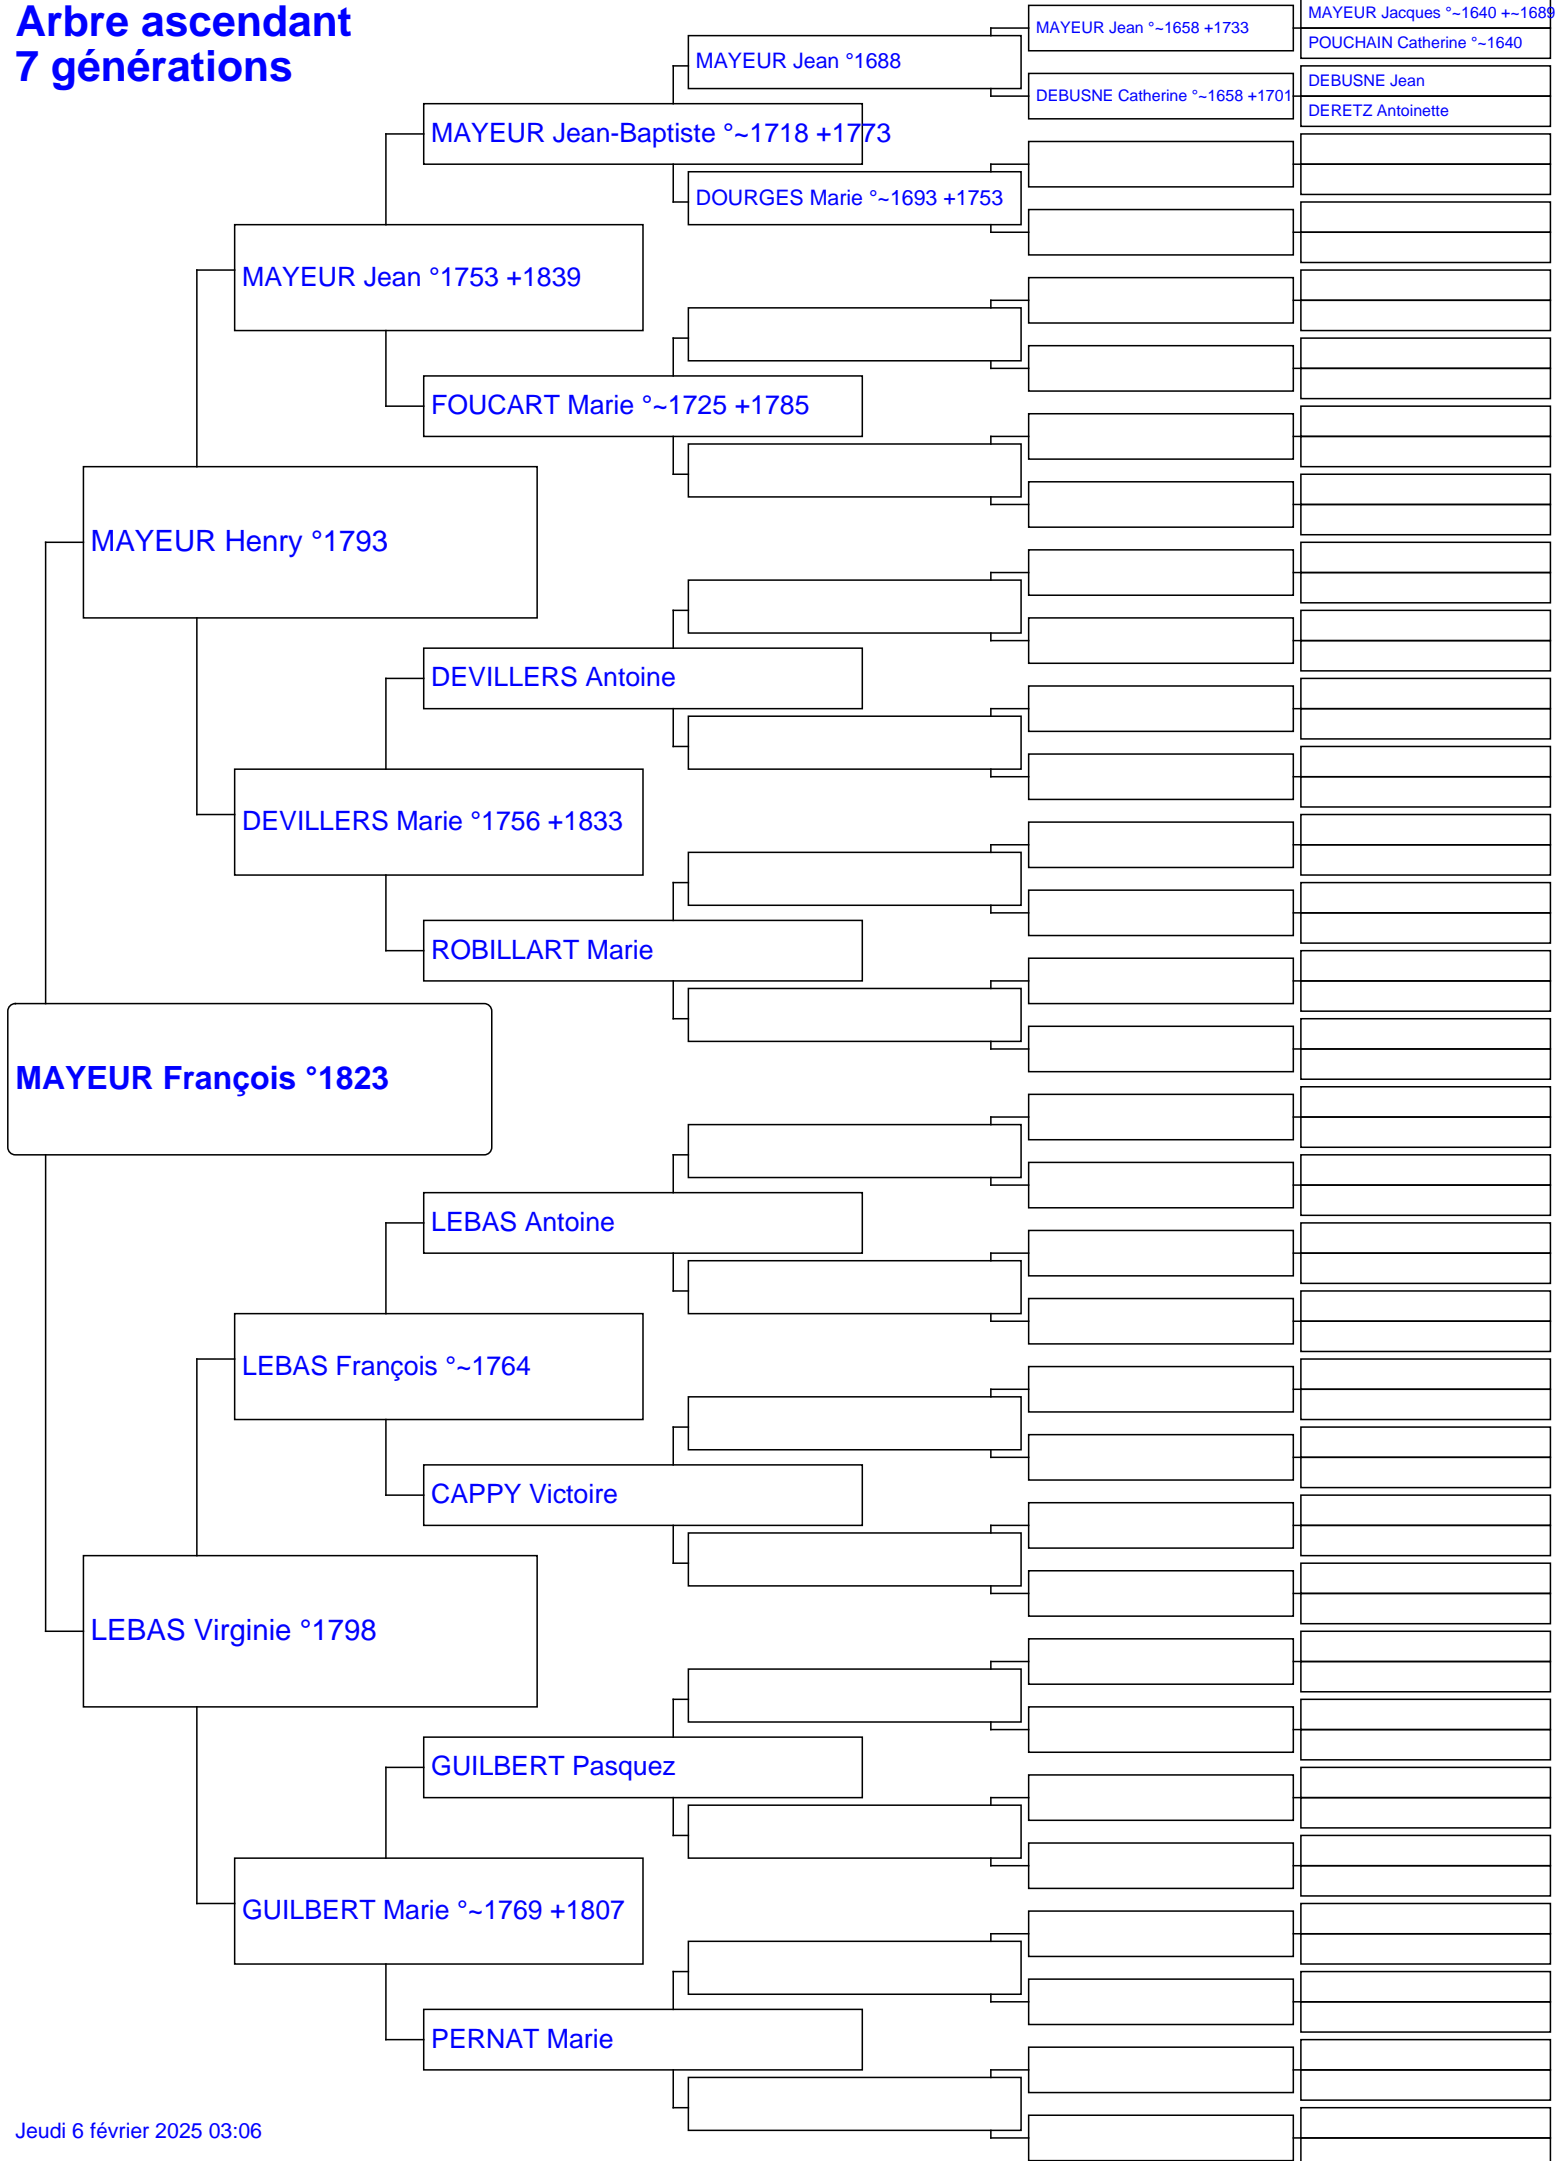 Arbre ascendant
7 générations
MAYEUR Jacques °~1640 +~1689
MAYEUR Jean °~1658 +1733
POUCHAIN Catherine °~1640
MAYEUR Jean °1688
DEBUSNE Jean
DEBUSNE Catherine °~1658 +1701
DERETZ Antoinette
MAYEUR Jean-Baptiste °~1718 +1773
DOURGES Marie °~1693 +1753
MAYEUR Jean °1753 +1839
FOUCART Marie °~1725 +1785
MAYEUR Henry °1793
DEVILLERS Antoine
DEVILLERS Marie °1756 +1833
ROBILLART Marie
MAYEUR François °1823
LEBAS Antoine
LEBAS François °~1764
CAPPY Victoire
LEBAS Virginie °1798
GUILBERT Pasquez
GUILBERT Marie °~1769 +1807
PERNAT Marie
Jeudi 6 février 2025 03:06